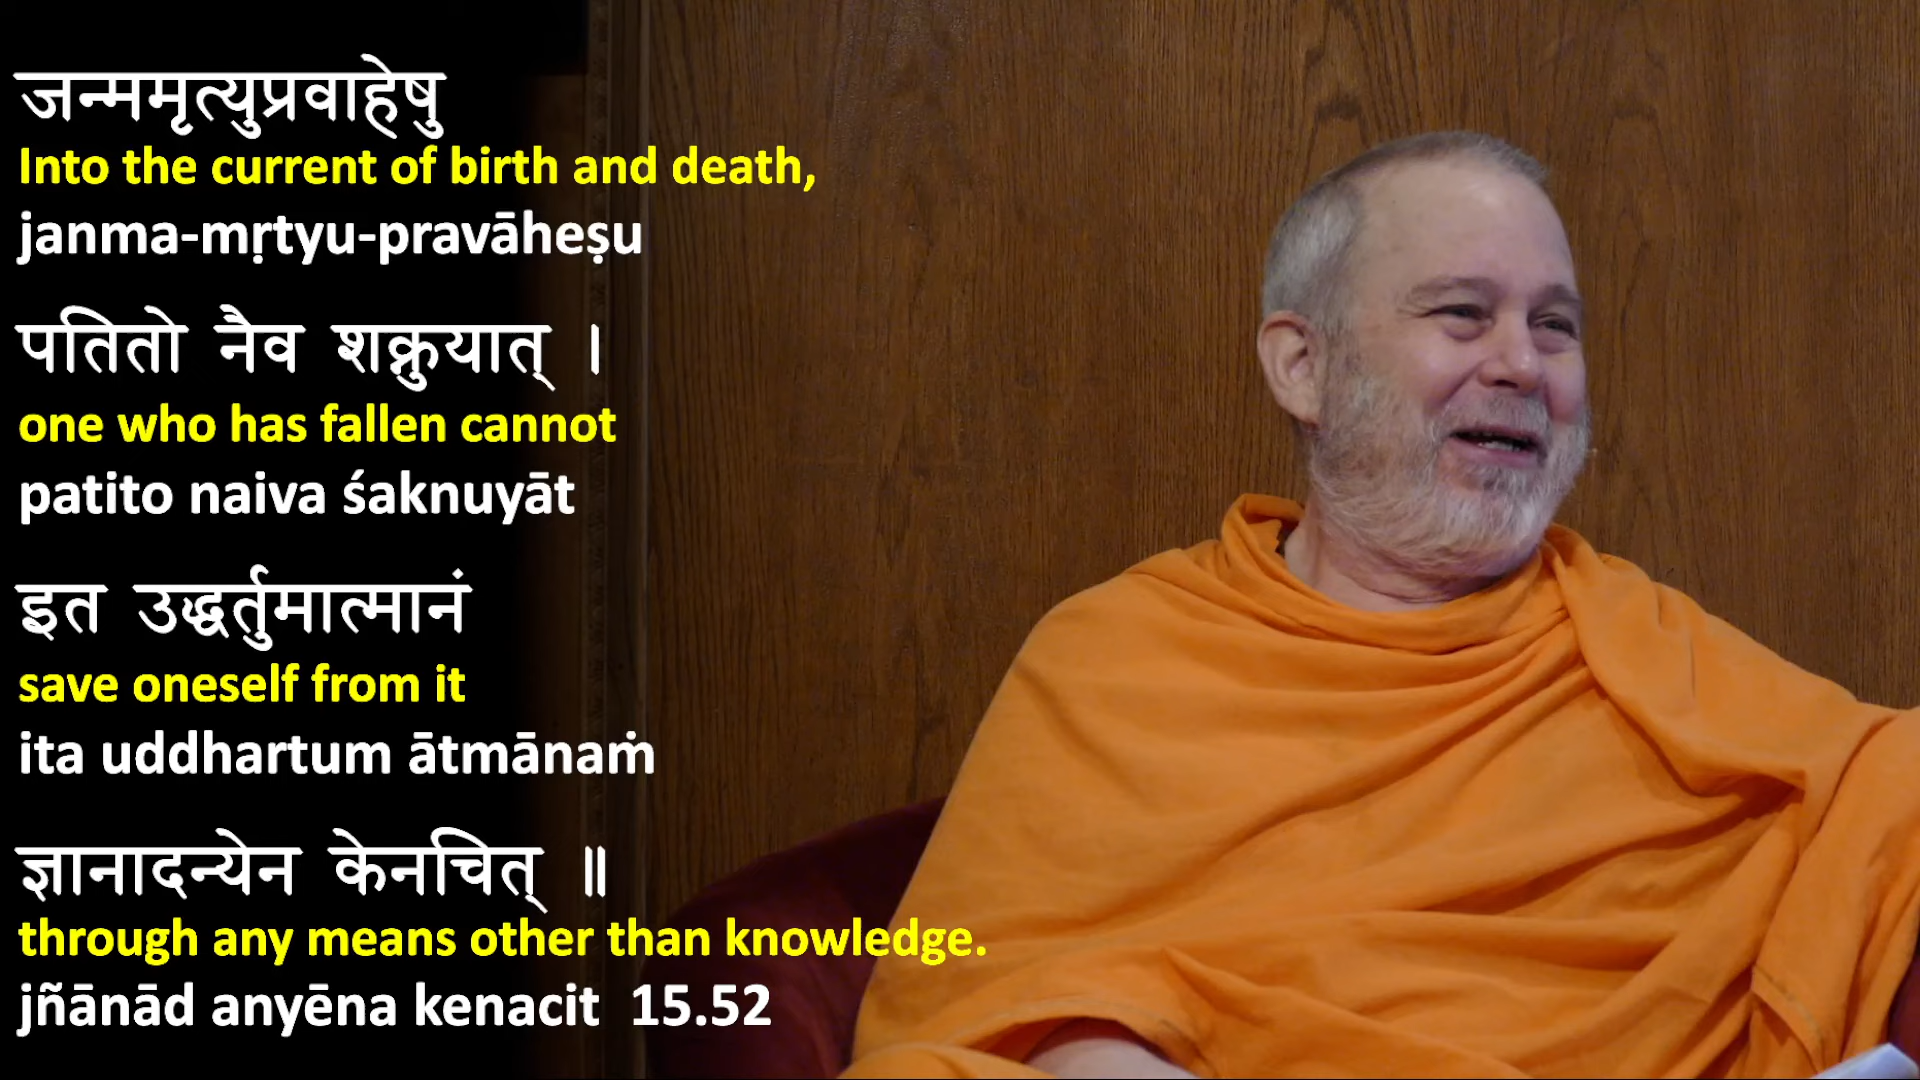 जन्ममृत्युप्रवाहेषु
Into the current of birth and death,
janma-mṛtyu-pravāheṣu
पतितो नैव शक्नुयात् ।
one who has fallen cannot
patito naiva śaknuyāt
इत उद्धर्तुमात्मानं
save oneself from it
ita uddhartum ātmānaṁ
ज्ञानादन्येन केनचित् ॥
through any means other than knowledge.
jñānād anyēna kenacit 15.52